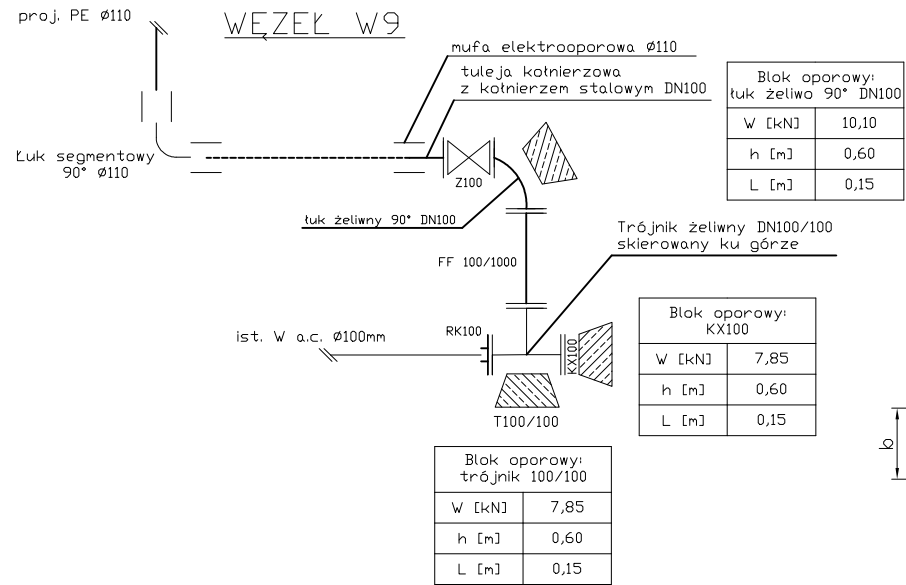 proj. PE Ø110
WĘZEŁ W9
mufa elektrooporowa Ø110
tuleja kołnierzowa
z kołnierzem stalowym DN100
Blok oporowy:
łuk żeliwo 90° DN100
W [kN] 10,10
h [m] 0,60
L [m] 0,15
Łuk segmentowy
90° Ø110
Z100
łuk żeliwny 90° DN100
Trójnik żeliwny DN100/100
skierowany ku górze
FF 100/1000
ist. W a.c. Ø100mm
RK100
KX100
Blok oporowy:
KX100
W [kN] 7,85
h [m] 0,60
L [m] 0,15
T100/100
b
Blok oporowy:
trójnik 100/100
W [kN] 7,85
h [m] 0,60
L [m] 0,15